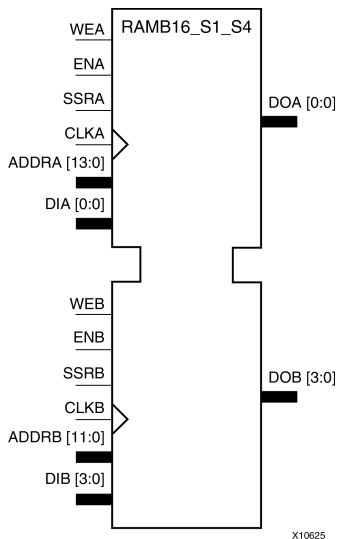 RAMB16_S1_S4
WEA
ENA
SSRA
CLKA
ADDRA [13:0]
DIA [0:0]
DOA [0:0]
WEB
ENB
SSRB
CLKB
ADDRB [11:0]
DIB [3:0]
DOB [3:0]
X10625